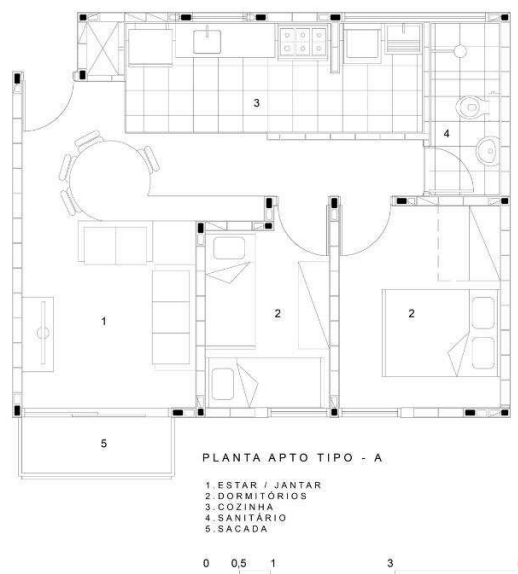 3
4
2
2
1
5
PLANTA APTO TIPO - A
1.ESTAR / JANTAR
2.DORMITÓRIOS
3.COZINHA
4.SANITÁRIO
5.SACADA
0 0,5 1 3